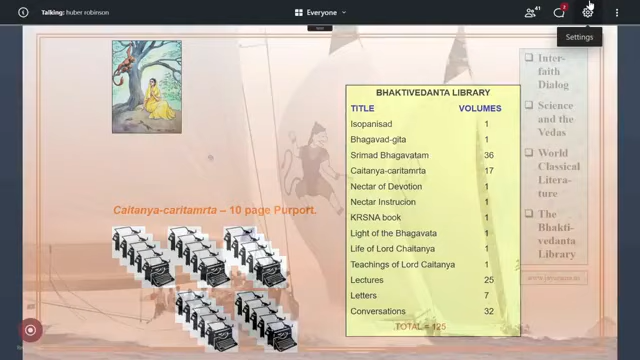 Talking: huber robinson
Everyone
41
Settings
BHAKTIVEDANTA LIBRARY
TITLE VOLUMES
Isopanisad 1
Bhagavad-gita 1
Srimad Bhagavatam 36
Caitanya-caritamrta 17
Nectar of Devotion 1
Nectar Instrucion 1
KRSNA book 1
Light of the Bhagavata 1
Life of Lord Chaitanya 1
Teachings of Lord Caitanya 1
Lectures 25
Letters 7
Conversations 32
TOTAL = 125
Caitanya-caritamrta – 10 page Purport.
Inter-
faith
Dialog
Science
and the
Vedas
World
Classical
Litera-
ture
The
Bhakti-
vedanta
Library